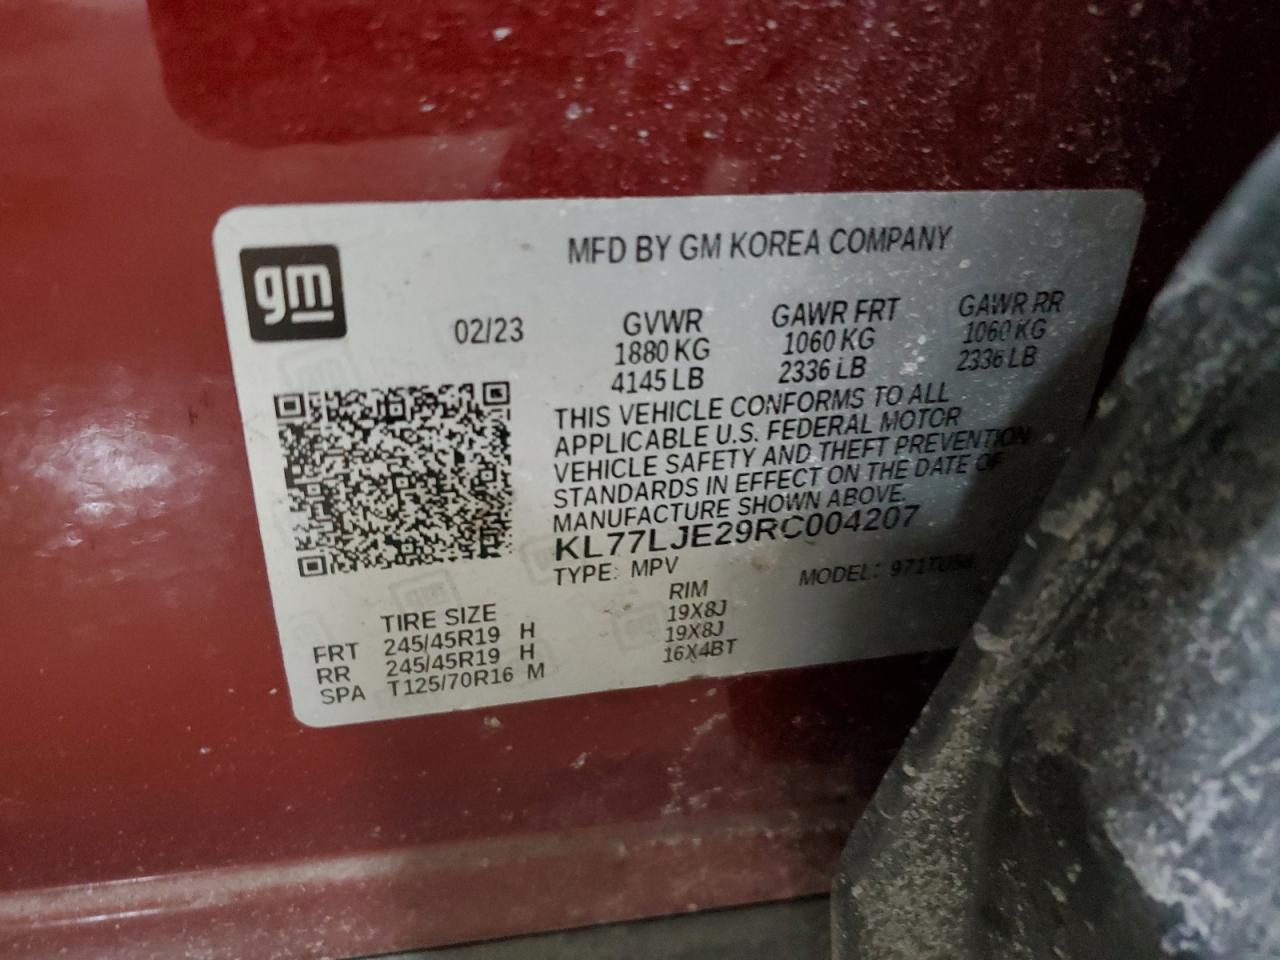 gm
MFD BY GM KOREA COMPANY
02/23
GVWR GAWR FRT GAWR RR
1880 KG 1060 KG 1060 KG
4145 LB 2336 LB 2336 LB
THIS VEHICLE CONFORMS TO ALL
APPLICABLE U.S. FEDERAL MOTOR
VEHICLE SAFETY AND THEFT PREVENTION
STANDARDS IN EFFECT ON THE DATE OF
MANUFACTURE SHOWN ABOVE.
KL77LJE29RC004207
TYPE: MPV MODEL:
TIRE SIZE RIM
FRT 245/45R19 H 19X8J
RR 245/45R19 H 19X8J
SPA T125/70R16 M 16X4BT